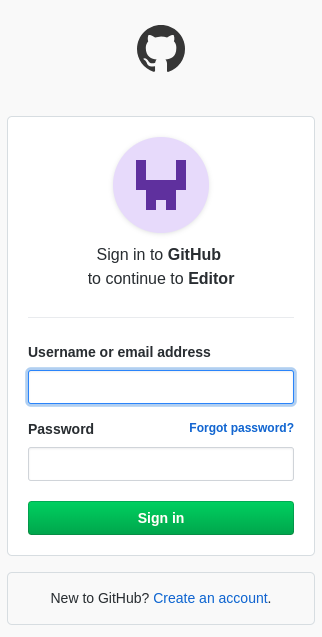 Sign in to GitHub
to continue to Editor
Username or email address
Password Forgot password?
Sign in
New to GitHub? Create an account.